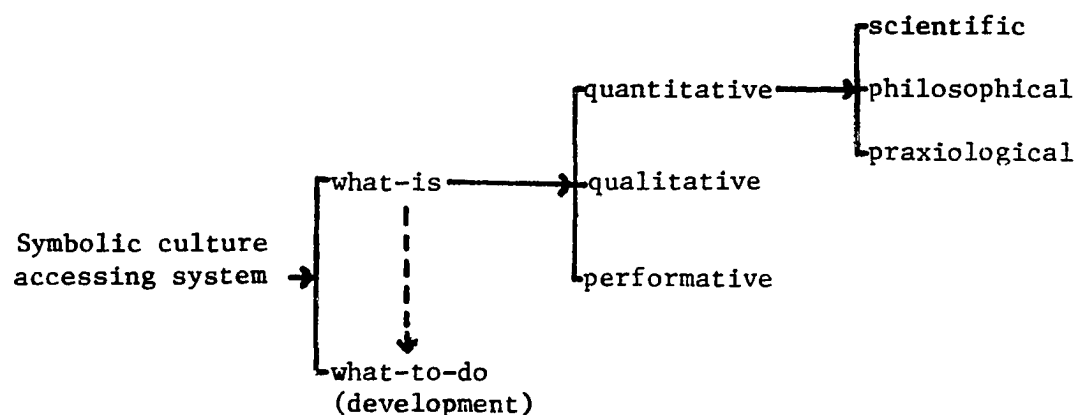 scientific
quantitative
philosophical
praxiological
what-is
qualitative
Symbolic culture
accessing system
performative
what-to-do
(development)